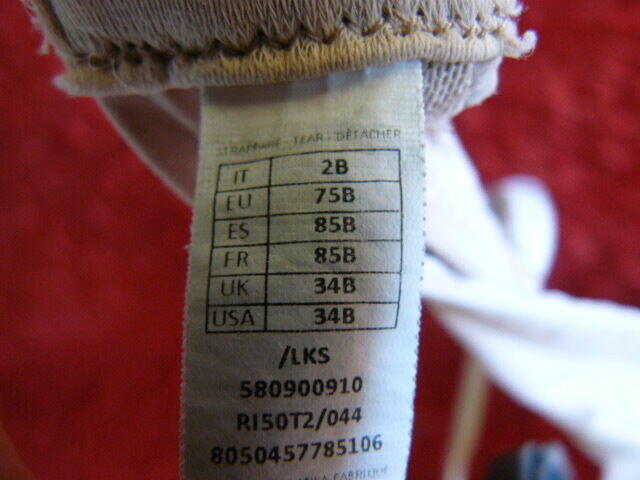 STRAPPARE - TEAR - DÉTACHER
IT 2B
EU 75B
ES 85B
FR 85B
UK 34B
USA 34B
/LKS
580900910
RI50T2/044
8050457785106